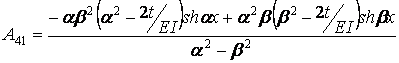 A₄₁ = (−αβ²(α² − 2t/EI)shαx + α²β(β² − 2t/EI)shβx) / (α² − β²)